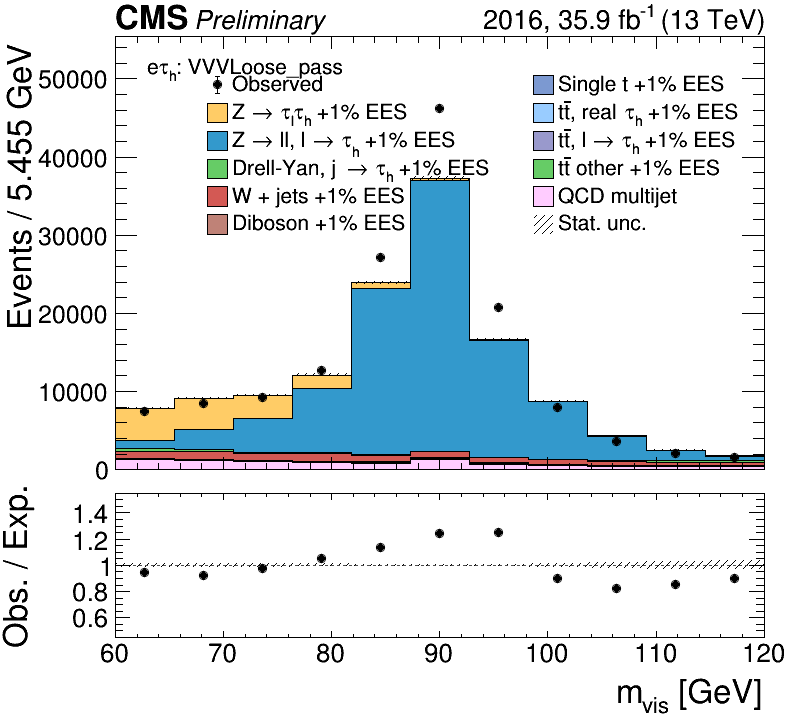 CMS Preliminary 2016, 35.9 fb⁻¹ (13 TeV)
Events / 5.455 GeV
50000
40000
30000
20000
10000
0
eτh: VVVLoose_pass
Observed
Z → τlτh +1% EES
Z → ll, l → τh +1% EES
Drell-Yan, j → τh +1% EES
W + jets +1% EES
Diboson +1% EES
Single t +1% EES
tt̄, real τh +1% EES
tt̄, l → τh +1% EES
tt̄ other +1% EES
QCD multijet
Stat. unc.
Obs. / Exp.
1.4
1.2
1
0.8
0.6
60 70 80 90 100 110 120
mvis [GeV]